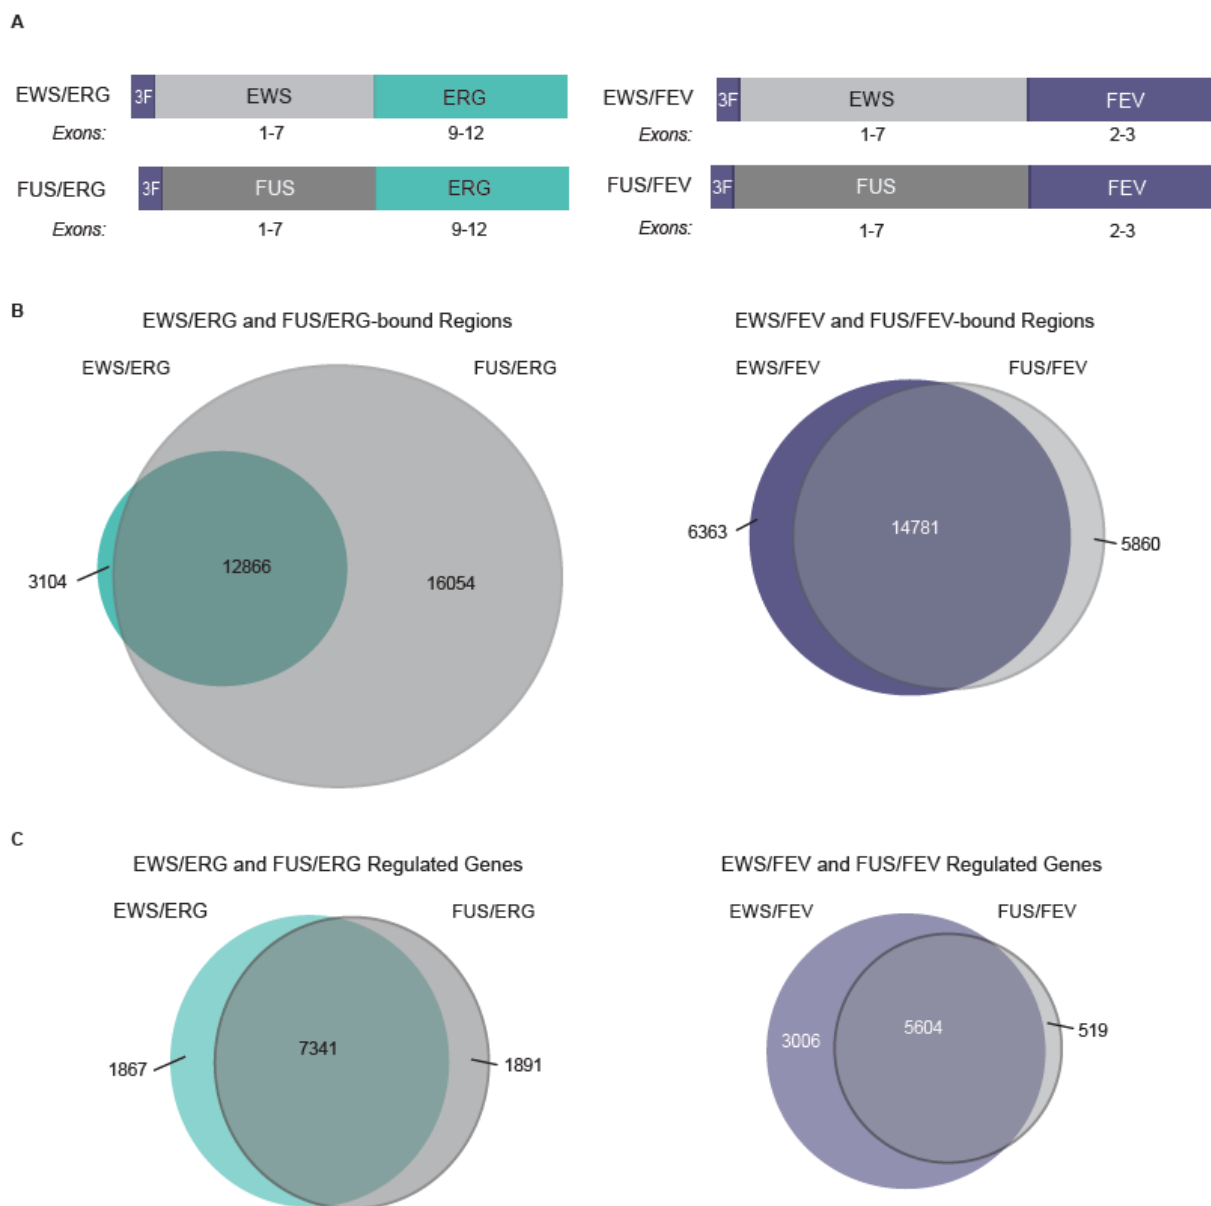 A
EWS/ERG 3F EWS ERG
Exons: 1-7 9-12
FUS/ERG 3F FUS ERG
Exons: 1-7 9-12
EWS/FEV 3F EWS FEV
Exons: 1-7 2-3
FUS/FEV 3F FUS FEV
Exons: 1-7 2-3
B
EWS/ERG and FUS/ERG-bound Regions
EWS/ERG FUS/ERG
3104 12866 16054
EWS/FEV and FUS/FEV-bound Regions
EWS/FEV FUS/FEV
6363 14781 5860
C
EWS/ERG and FUS/ERG Regulated Genes
EWS/ERG FUS/ERG
1867 7341 1891
EWS/FEV and FUS/FEV Regulated Genes
EWS/FEV FUS/FEV
3006 5604 519